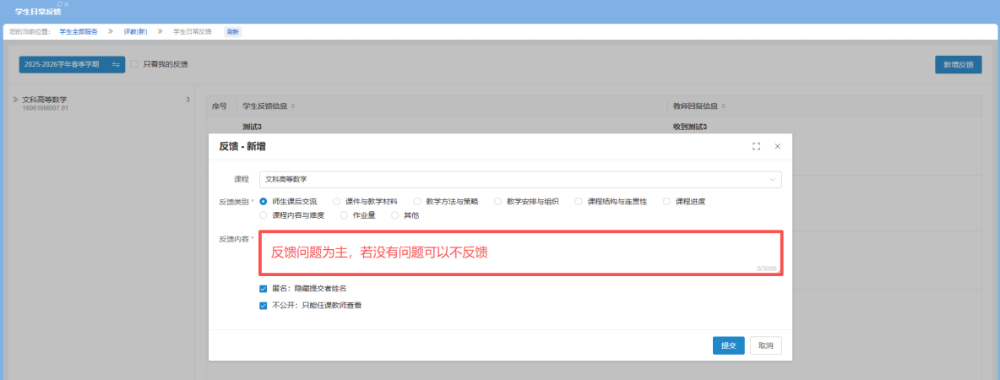 学生日常反馈
您的当前位置： 学生全部服务 评教(新) 学生日常反馈 刷新
2025-2026学年春季学期 只看我的反馈 新增反馈
文科高等数学 3
160616M007.01
序号 学生反馈信息 教师回复信息
测试3 收到测试3
反馈 - 新增
课程 文科高等数学
反馈类别 * 师生课后交流 课件与教学材料 教学方法与策略 教学安排与组织 课程结构与连贯性 课程进度
课程内容与难度 作业量 其他
反馈内容 *
反馈问题为主，若没有问题可以不反馈
0/3000
匿名：隐藏提交者姓名
不公开：只能任课教师查看
提交 取消